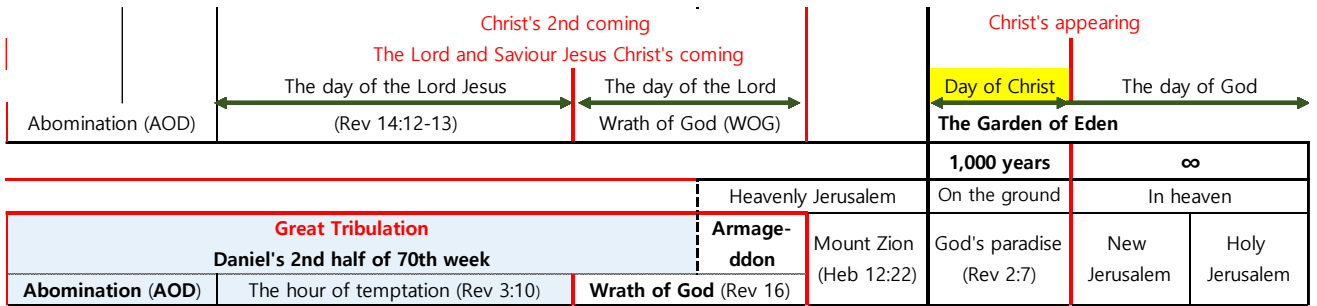 Christ's 2nd coming
Christ's appearing
The Lord and Saviour Jesus Christ's coming
The day of the Lord Jesus
The day of the Lord
Day of Christ
The day of God
Abomination (AOD)
(Rev 14:12-13)
Wrath of God (WOG)
The Garden of Eden
1,000 years
∞
Heavenly Jerusalem
On the ground
In heaven
Great Tribulation
Daniel's 2nd half of 70th week
Armage-
ddon
Mount Zion
(Heb 12:22)
God's paradise
(Rev 2:7)
New
Jerusalem
Holy
Jerusalem
Abomination (AOD)
The hour of temptation (Rev 3:10)
Wrath of God (Rev 16)